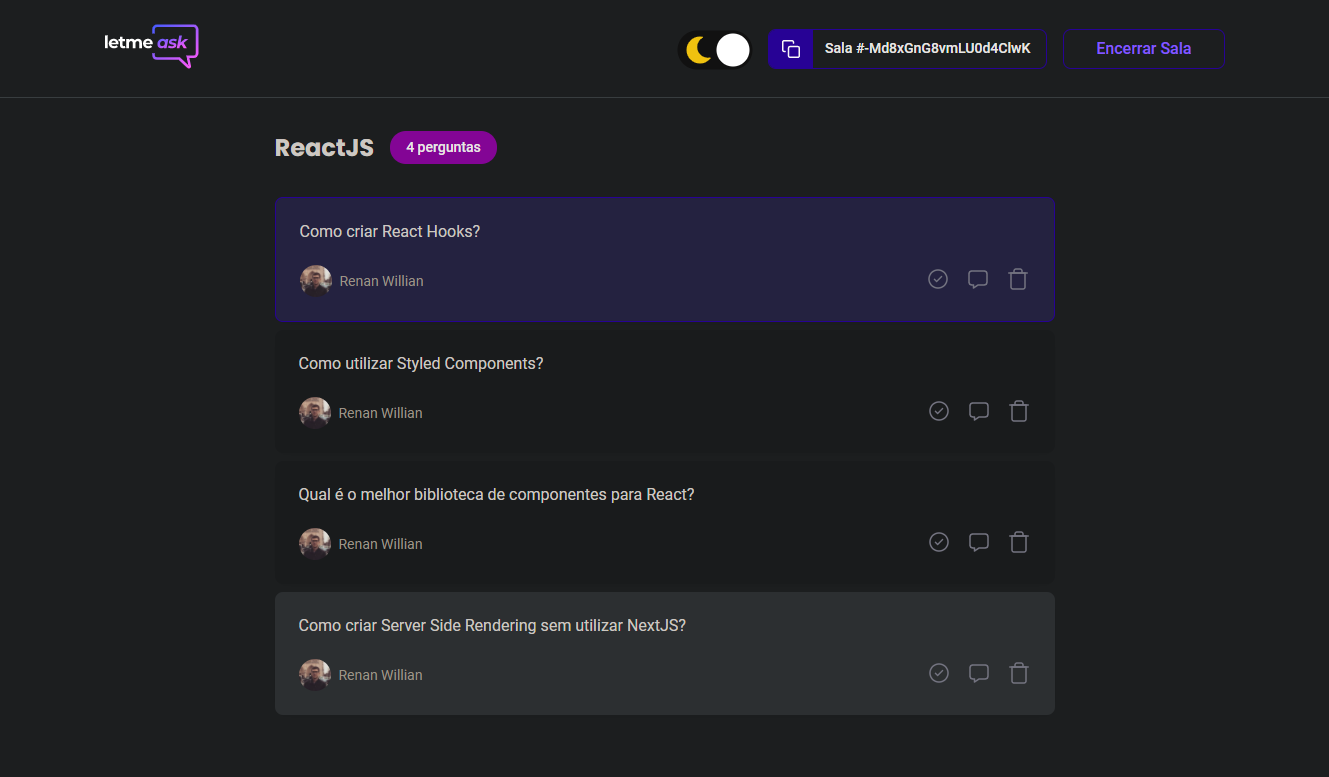 letme ask
Sala #-Md8xGnG8vmLU0d4ClwK
Encerrar Sala
ReactJS
4 perguntas
Como criar React Hooks?
Renan Willian
Como utilizar Styled Components?
Renan Willian
Qual é o melhor biblioteca de componentes para React?
Renan Willian
Como criar Server Side Rendering sem utilizar NextJS?
Renan Willian